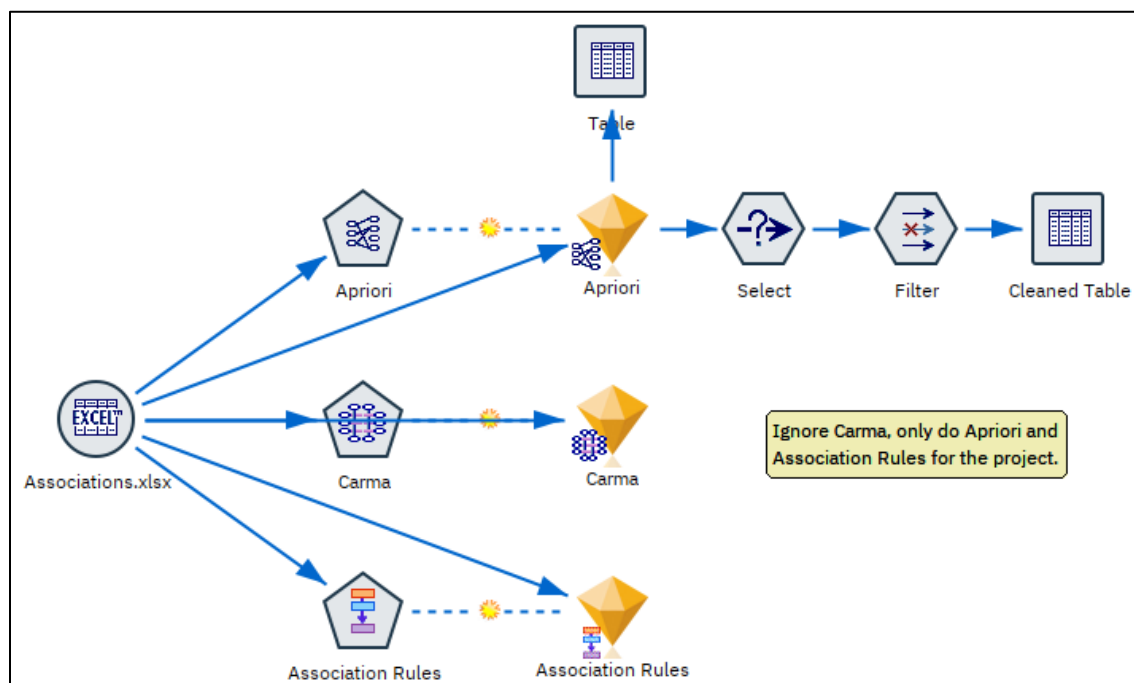 Table
Apriori
Apriori
Select
Filter
Cleaned Table
EXCEL™
Associations.xlsx
Carma
Carma
Ignore Carma, only do Apriori and
Association Rules for the project.
Association Rules
Association Rules